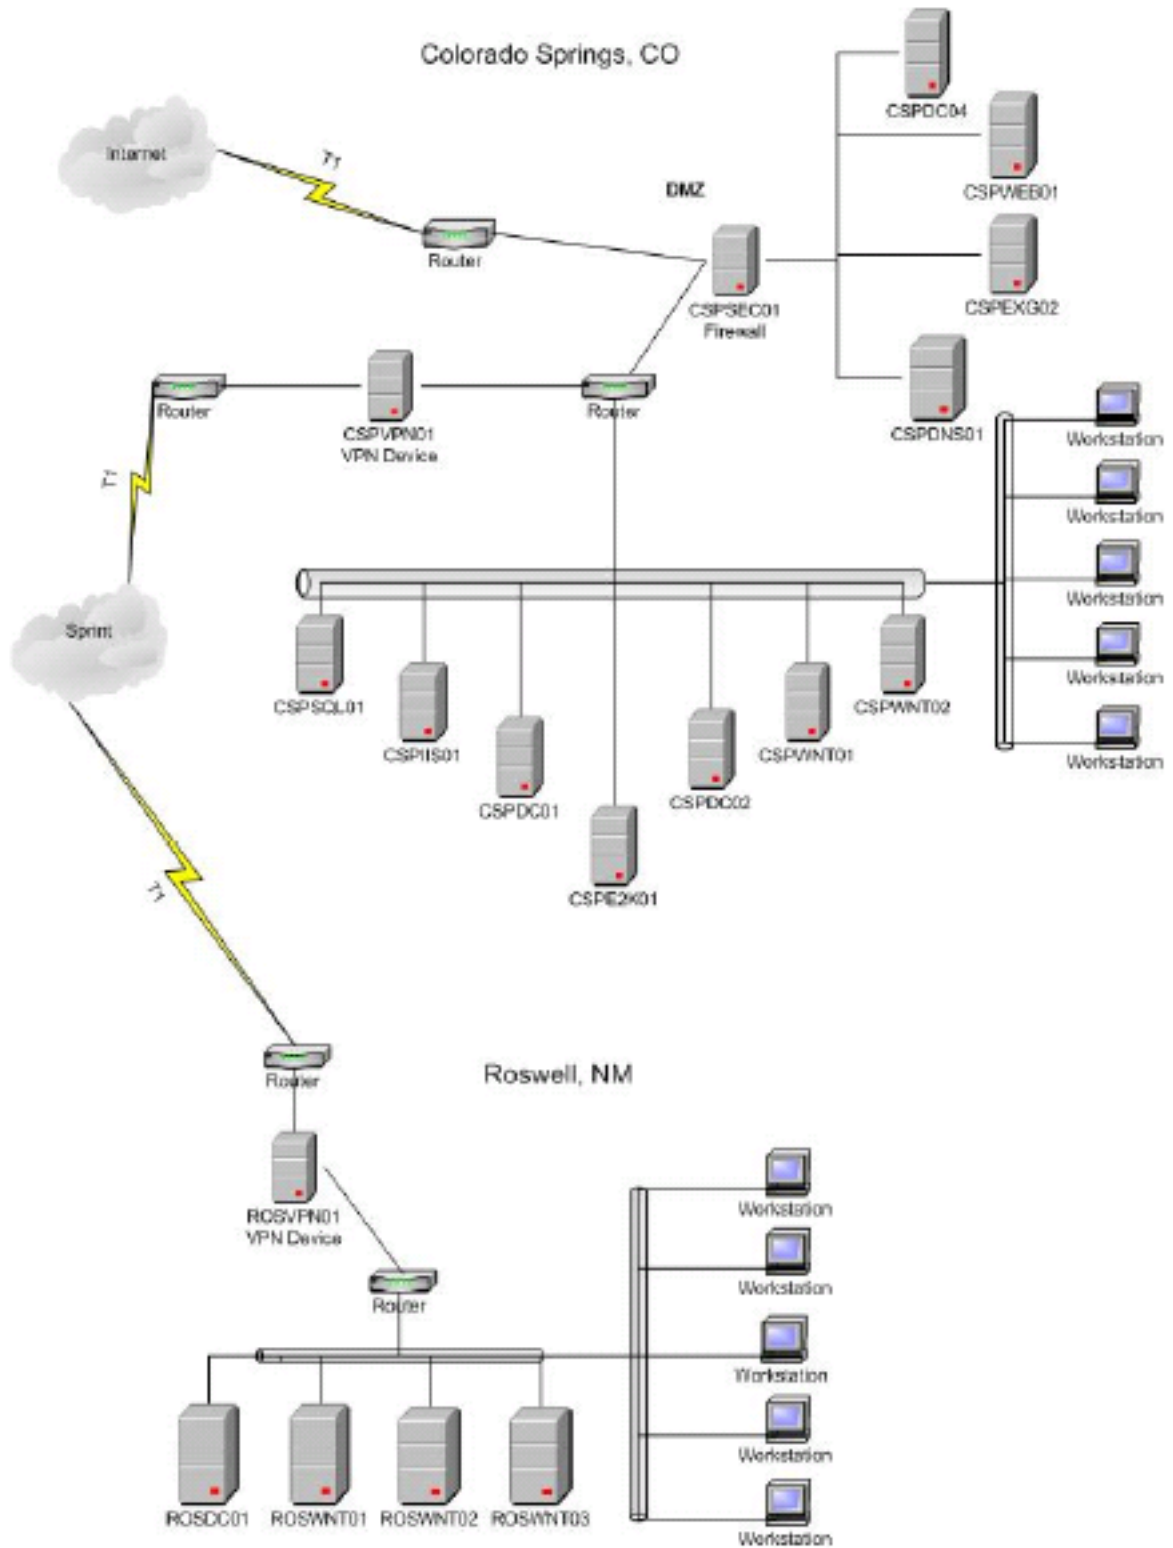 Colorado Springs, CO
CSPDC04
Internet
T1
DMZ
CSPWEB01
Router
CSPSEC01
Firewall
CSPEXG02
Router
CSPVPN01
VPN Device
Router
CSPDNS01
Workstation
T1
Workstation
Workstation
Sprint
Workstation
CSPSQL01
CSPIIS01
CSPDC01
CSPE2K01
CSPDC02
CSPWNT01
CSPWNT02
Workstation
T1
Router
Roswell, NM
ROSVPN01
VPN Device
Workstation
Router
Workstation
Workstation
Workstation
ROSDC01
ROSWNT01
ROSWNT02
ROSWNT03
Workstation